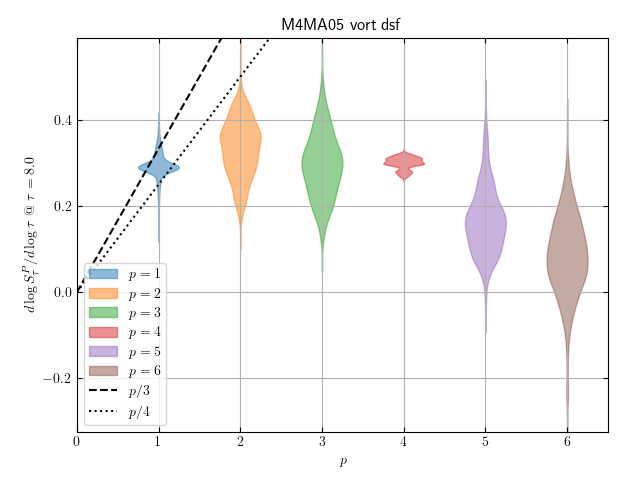 M4MA05 vort dsf
d log S_τ^P / d log τ @ τ = 8.0
0.4
0.2
0.0
−0.2
p = 1
p = 2
p = 3
p = 4
p = 5
p = 6
p/3
p/4
0 1 2 3 4 5 6
p